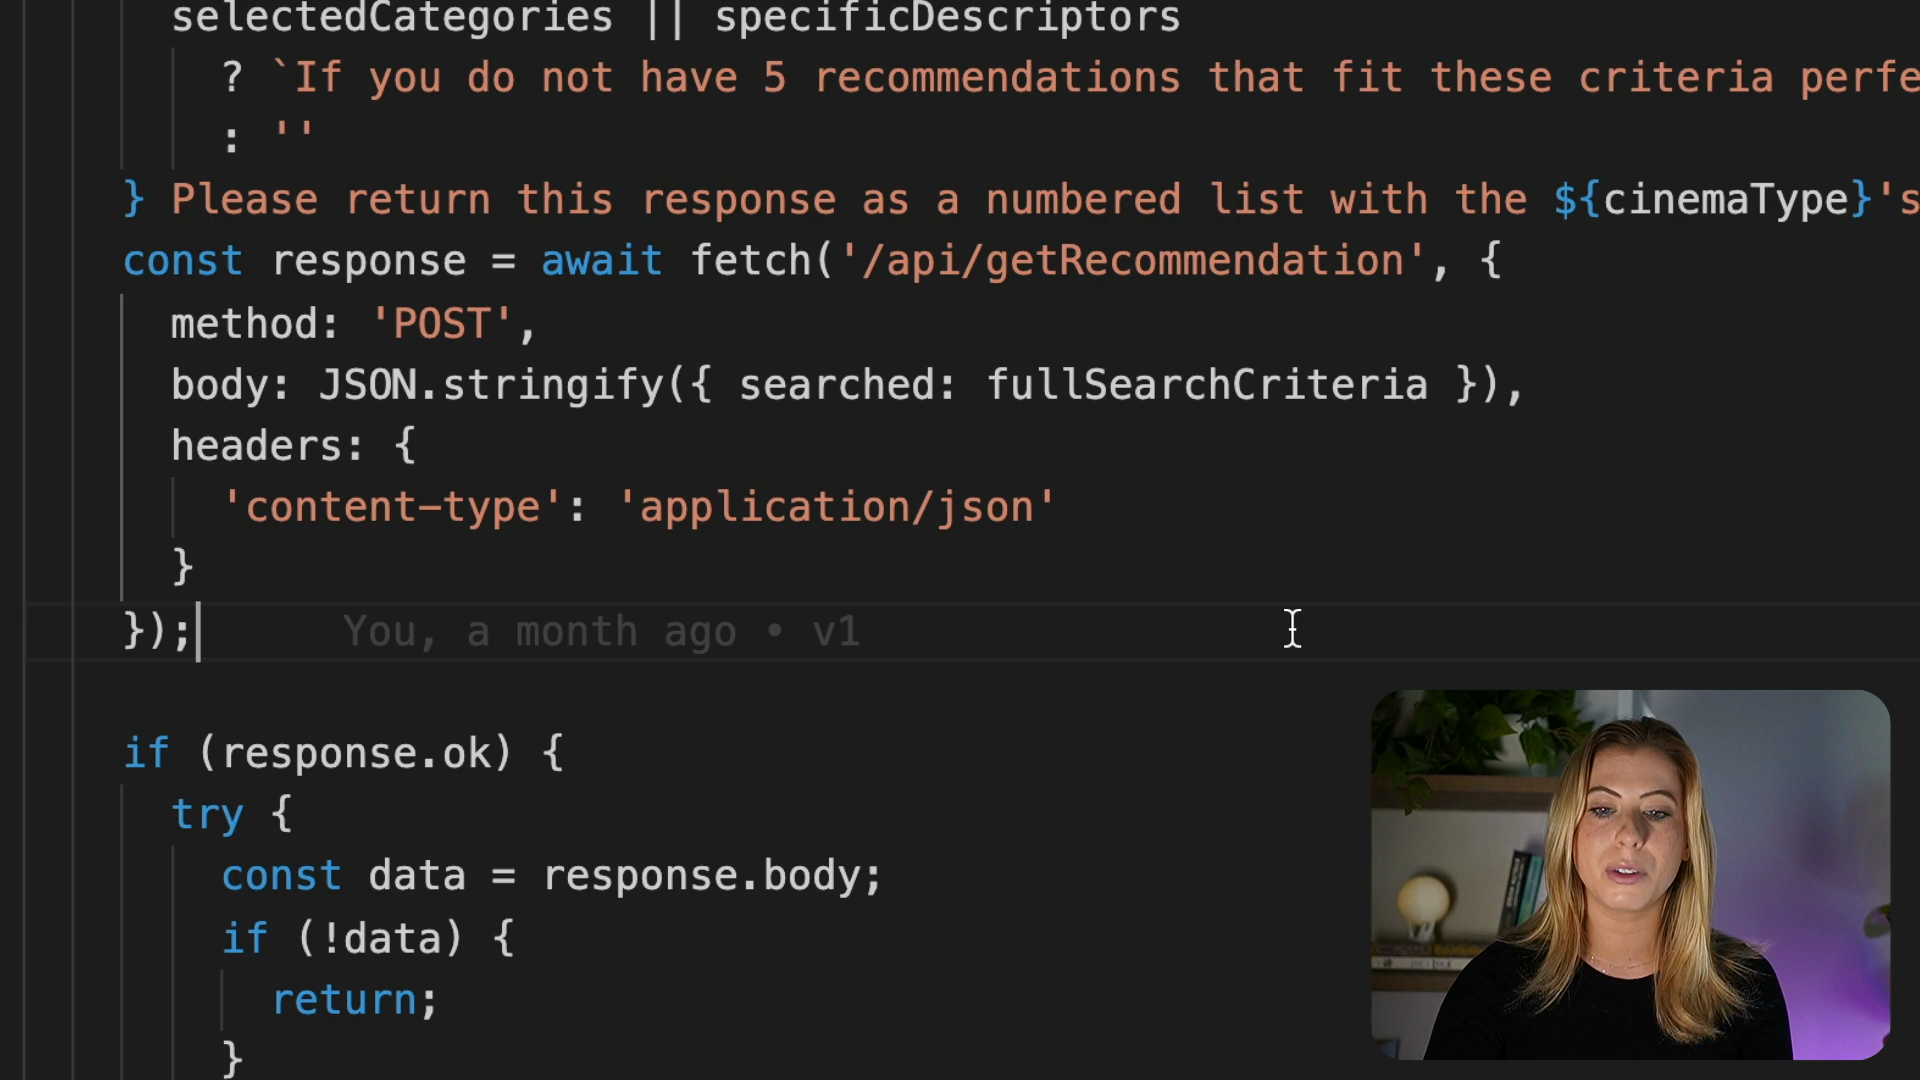 selectedCategories || specificDescriptors
? `If you do not have 5 recommendations that fit these criteria perfe
: ''
} Please return this response as a numbered list with the ${cinemaType}'s
const response = await fetch('/api/getRecommendation', {
method: 'POST',
body: JSON.stringify({ searched: fullSearchCriteria }),
headers: {
'content-type': 'application/json'
}
});
You, a month ago • v1
if (response.ok) {
try {
const data = response.body;
if (!data) {
return;
}